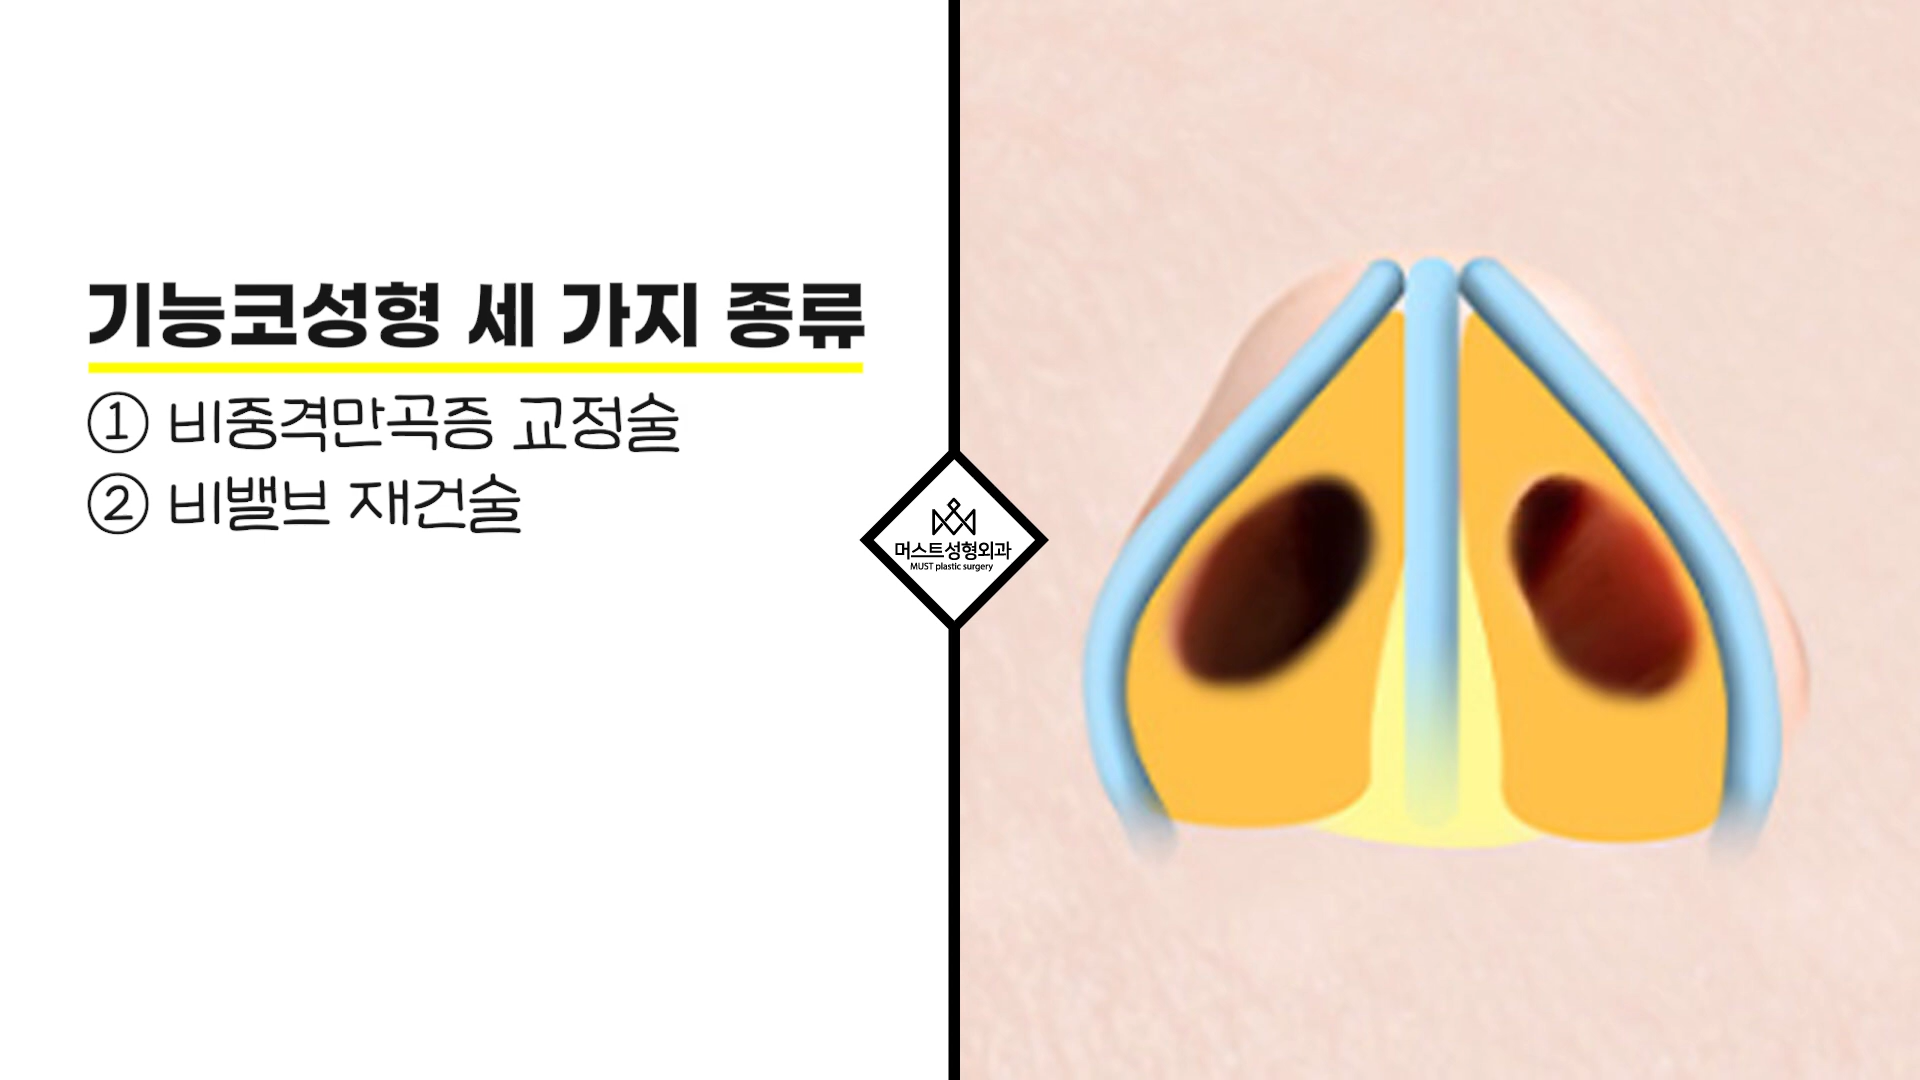 기능코성형 세 가지 종류
① 비중격만곡증 교정술
② 비밸브 재건술
머스트성형외과
MUST plastic surgery